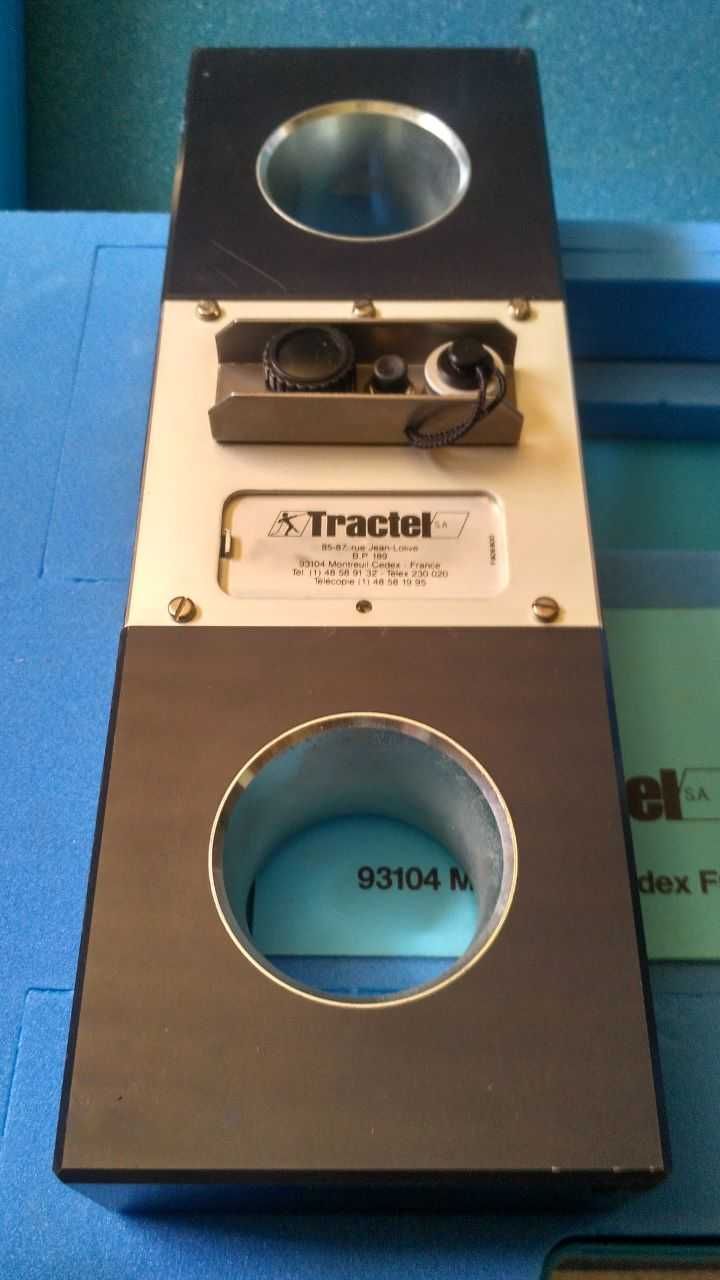 Tractel S.A.
85-87, rue Jean-Lolive
B.P. 189
93104 Montreuil Cedex - France
Tél. (1) 48 58 91 32 - Télex 230 020
Télécopie (1) 48 58 19 95
el S.A.
93104 M
dex F